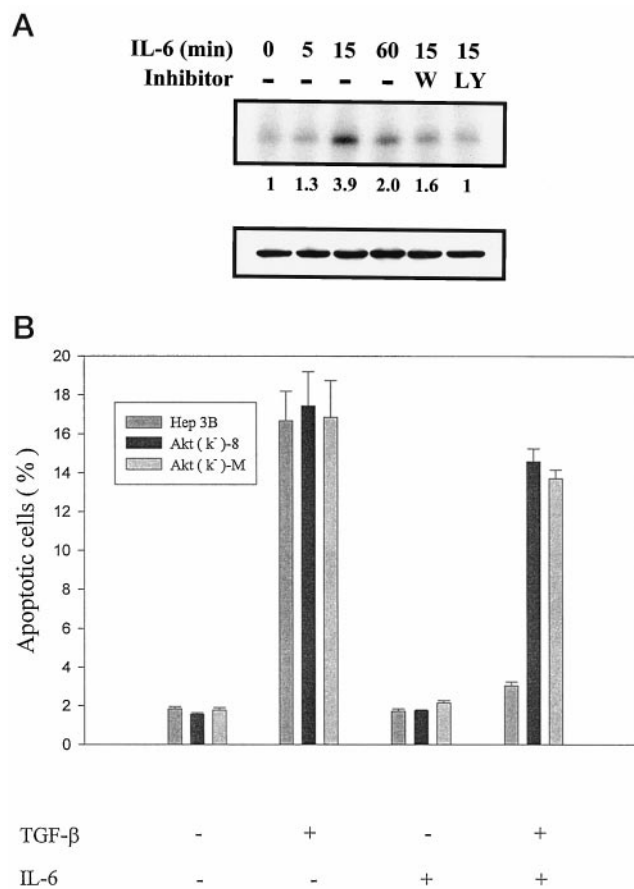 A
IL-6 (min) 0 5 15 60 15 15
Inhibitor - - - - W LY
1 1.3 3.9 2.0 1.6 1
B
20
18
16
14
12
10
8
6
4
2
0
Apoptotic cells ( % )
Hep 3B
Akt ( k⁻)-8
Akt ( k⁻)-M
TGF-β - + - +
IL-6 - - + +